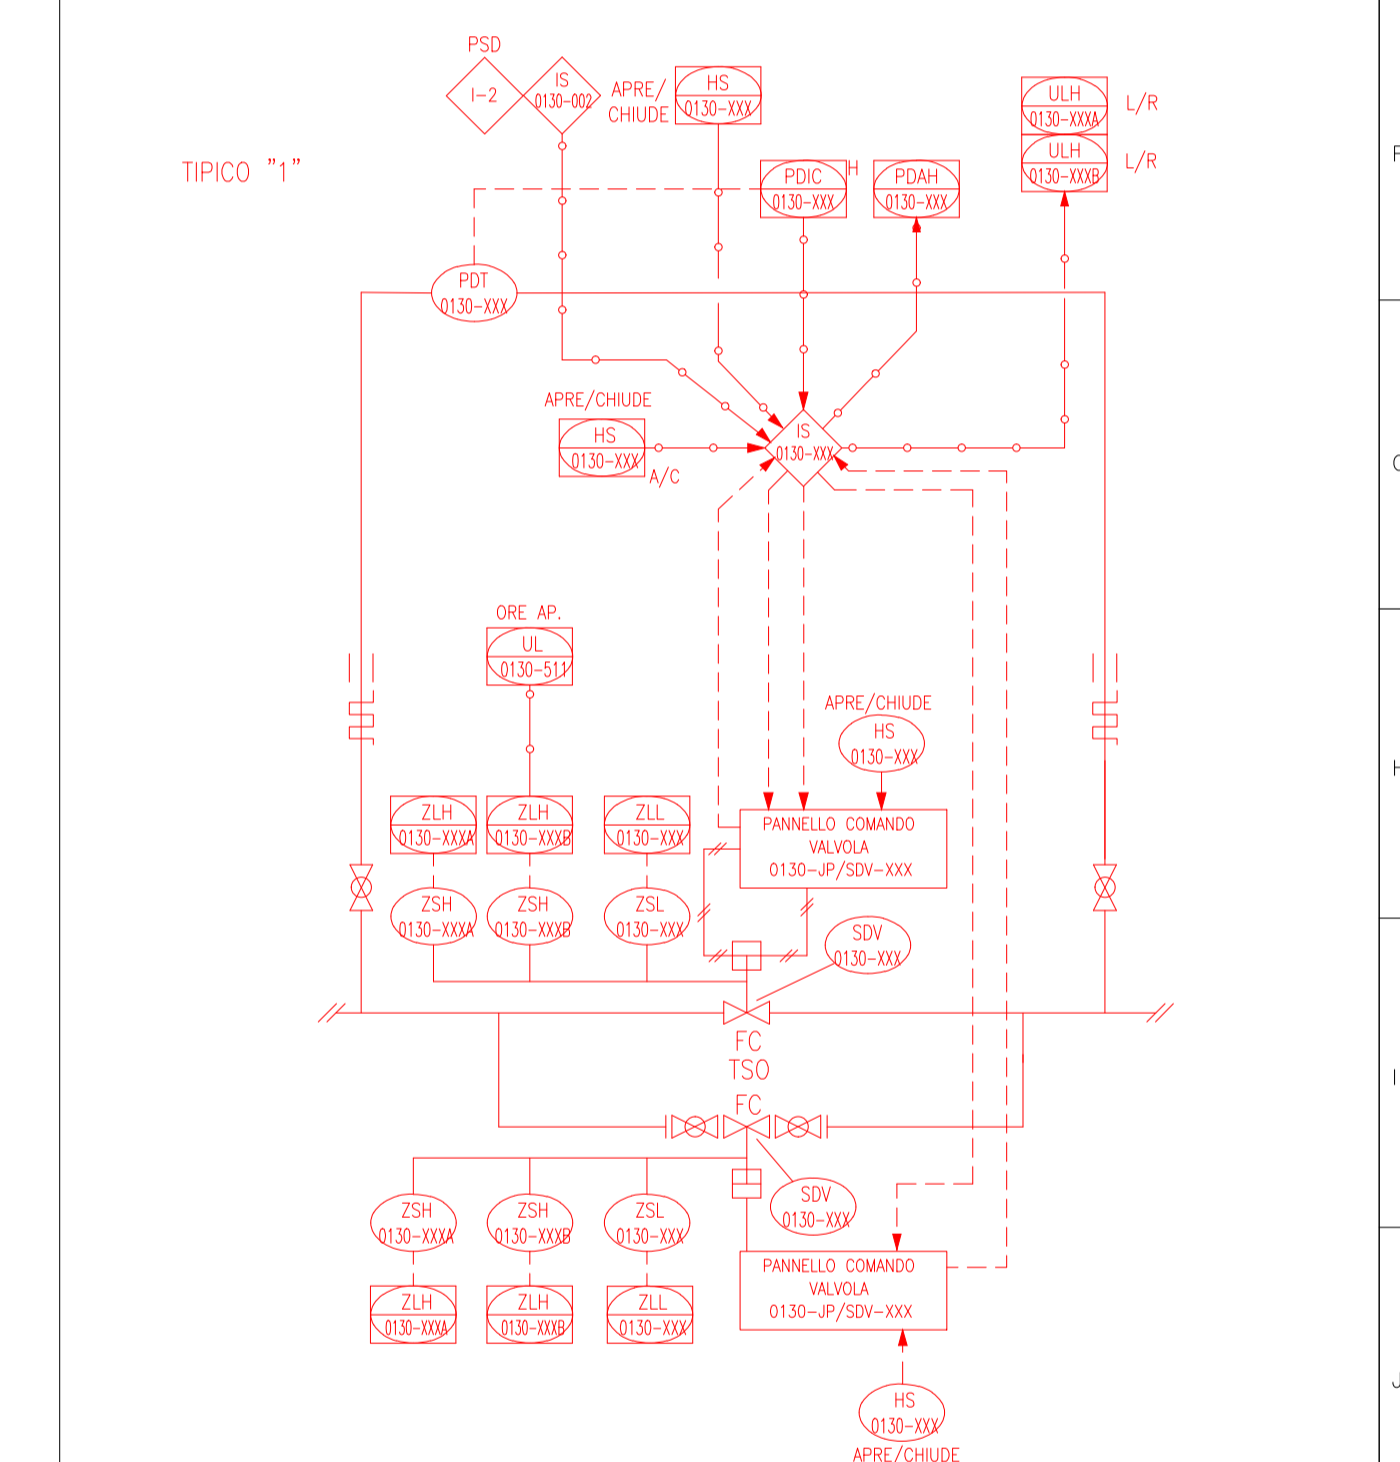 PSD
I-2
IS
0130-002
APRE/
CHIUDE
HS
0130-XXX
ULH
0130-XXXA
L/R
ULH
0130-XXXB
L/R
TIPICO "1"
PDIC
0130-XXX
H
PDAH
0130-XXX
F
PDT
0130-XXX
APRE/CHIUDE
HS
0130-XXX
A/C
IS
0130-XXX
ORE AP.
UL
0130-511
APRE/CHIUDE
HS
0130-XXX
H
ZLH
0130-XXXA
ZLH
0130-XXXB
ZLL
0130-XXX
PANNELLO COMANDO
VALVOLA
0130-JP/SDV-XXX
ZSH
0130-XXXA
ZSH
0130-XXXB
ZSL
0130-XXX
SDV
0130-XXX
FC
TSO
FC
I
ZSH
0130-XXXA
ZSH
0130-XXXB
ZSL
0130-XXX
SDV
0130-XXX
PANNELLO COMANDO
VALVOLA
0130-JP/SDV-XXX
ZLH
0130-XXXA
ZLH
0130-XXXB
ZLL
0130-XXX
J
HS
0130-XXX
APRE/CHIUDE